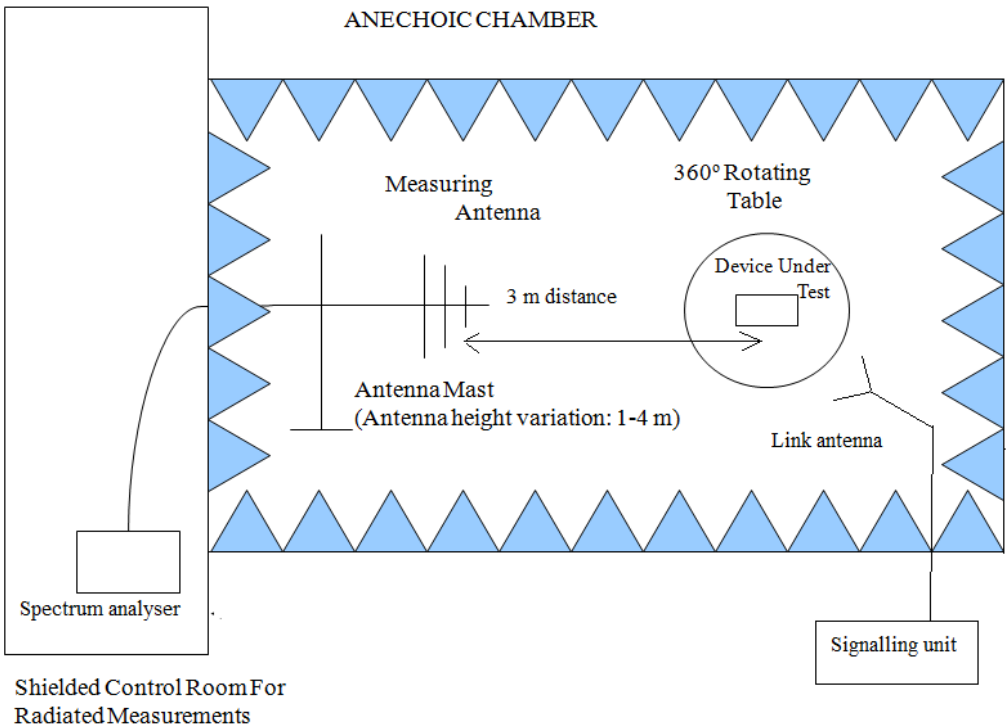 ANECHOIC CHAMBER
360º Rotating
Table
Measuring
Antenna
Device Under
Test
3 m distance
Antenna Mast
(Antenna height variation: 1-4 m)
Link antenna
Spectrum analyser
Signalling unit
Shielded Control Room For
Radiated Measurements